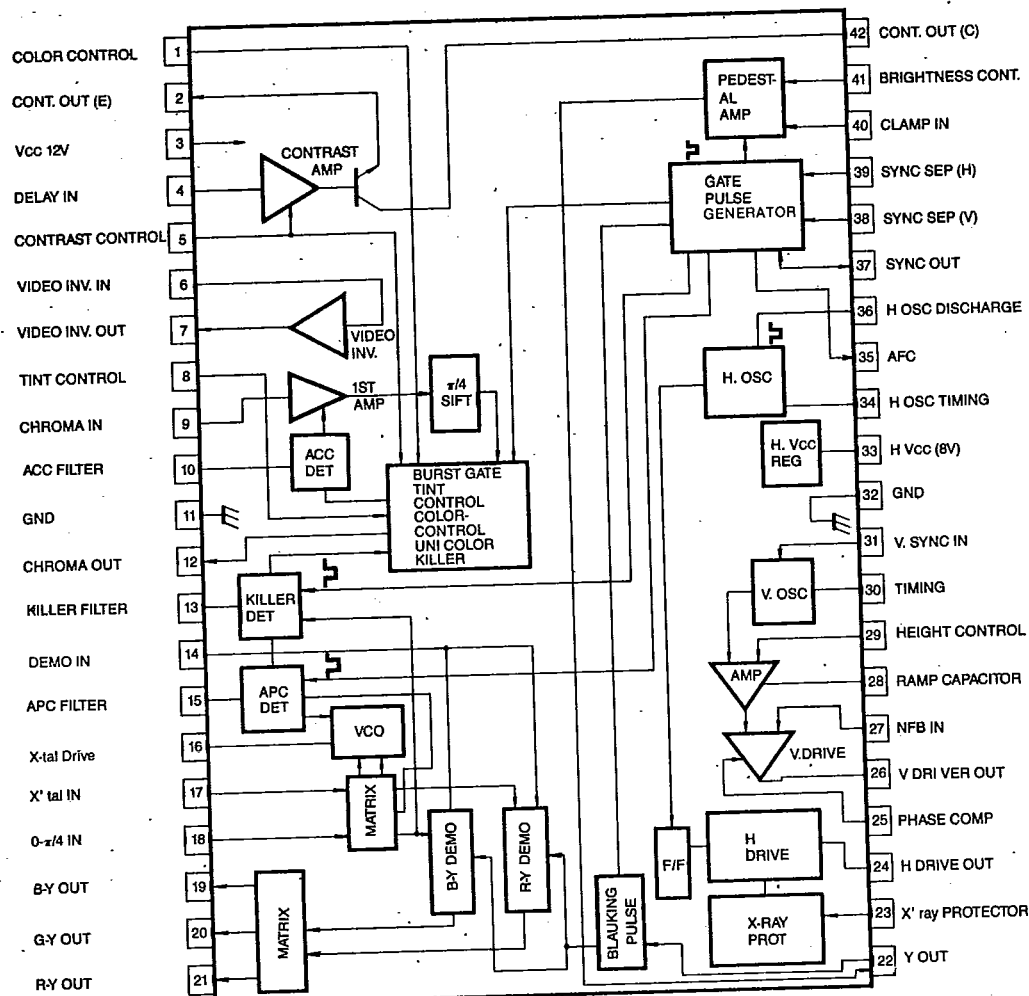 COLOR CONTROL 1
CONT. OUT (E) 2
Vcc 12V 3
DELAY IN 4
CONTRAST CONTROL 5
VIDEO INV. IN 6
VIDEO INV. OUT 7
TINT CONTROL 8
CHROMA IN 9
ACC FILTER 10
GND 11
CHROMA OUT 12
KILLER FILTER 13
DEMO IN 14
APC FILTER 15
X-tal Drive 16
X' tal IN 17
0-π/4 IN 18
B-Y OUT 19
G-Y OUT 20
R-Y OUT 21
CONTRAST
AMP
VIDEO
INV.
1ST
AMP
π/4
SIFT
ACC
DET
BURST GATE
TINT
CONTROL
COLOR-
CONTROL
UNI COLOR
KILLER
KILLER
DET
APC
DET
VCO
MATRIX
B-Y DEMO
R-Y DEMO
MATRIX
BLAUKING
PULSE
PEDEST-
AL
AMP
GATE
PULSE
GENERATOR
H. OSC
H. Vcc
REG
V. OSC
AMP
V.DRIVE
F/F
H
DRIVE
X-RAY
PROT
42 CONT. OUT (C)
41 BRIGHTNESS CONT.
40 CLAMP IN
39 SYNC SEP (H)
38 SYNC SEP (V)
37 SYNC OUT
36 H OSC DISCHARGE
35 AFC
34 H OSC TIMING
33 H Vcc (8V)
32 GND
31 V. SYNC IN
30 TIMING
29 HEIGHT CONTROL
28 RAMP CAPACITOR
27 NFB IN
26 V DRI VER OUT
25 PHASE COMP
24 H DRIVE OUT
23 X' ray PROTECTOR
22 Y OUT